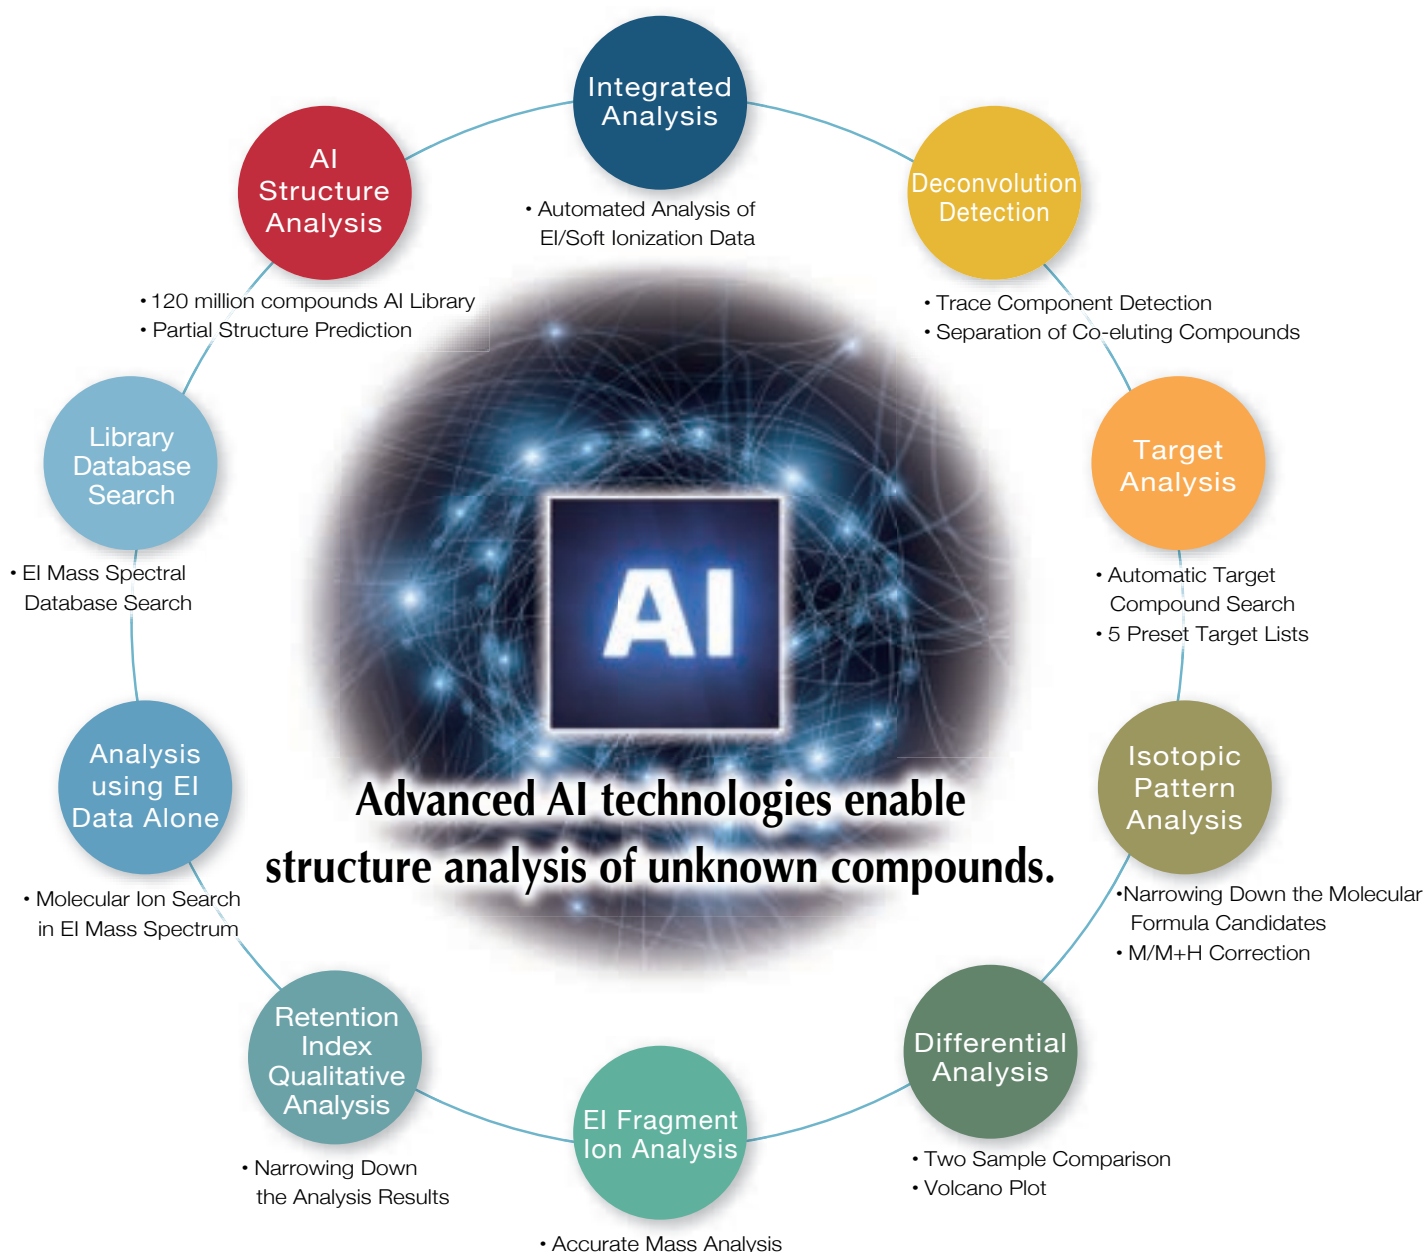 Integrated
Analysis
• Automated Analysis of
EI/Soft Ionization Data
Deconvolution
Detection
• Trace Component Detection
• Separation of Co-eluting Compounds
Target
Analysis
• Automatic Target
Compound Search
• 5 Preset Target Lists
Isotopic
Pattern
Analysis
•Narrowing Down the Molecular
Formula Candidates
• M/M+H Correction
Differential
Analysis
• Two Sample Comparison
• Volcano Plot
EI Fragment
Ion Analysis
• Accurate Mass Analysis
Retention
Index
Qualitative
Analysis
• Narrowing Down
the Analysis Results
Analysis
using EI
Data Alone
• Molecular Ion Search
in EI Mass Spectrum
Library
Database
Search
• EI Mass Spectral
Database Search
AI
Structure
Analysis
• 120 million compounds AI Library
• Partial Structure Prediction
AI
Advanced AI technologies enable
structure analysis of unknown compounds.